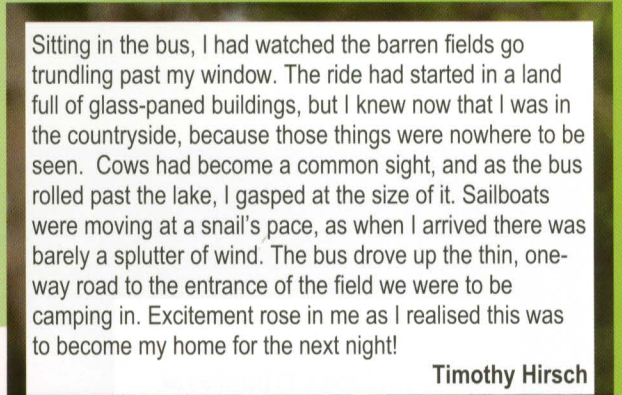 Sitting in the bus, I had watched the barren fields go
trundling past my window. The ride had started in a land
full of glass-paned buildings, but I knew now that I was in
the countryside, because those things were nowhere to be
seen.  Cows had become a common sight, and as the bus
rolled past the lake, I gasped at the size of it. Sailboats
were moving at a snail's pace, as when I arrived there was
barely a splutter of wind. The bus drove up the thin, one-
way road to the entrance of the field we were to be
camping in. Excitement rose in me as I realised this was
to become my home for the next night!
Timothy Hirsch